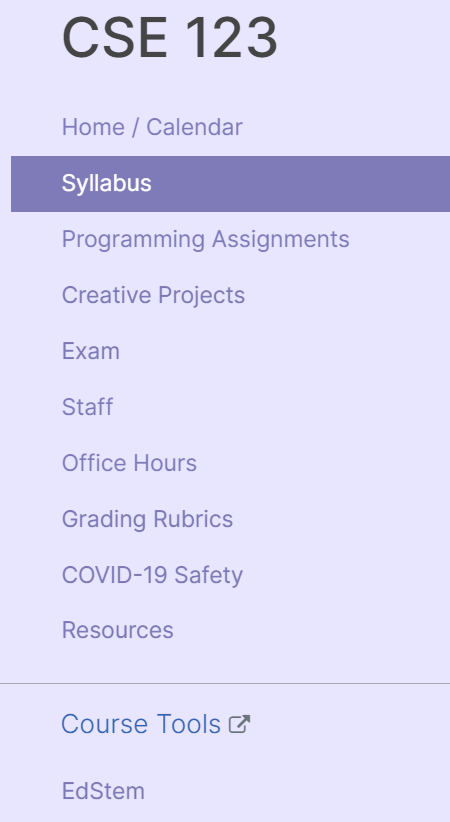 CSE 123
Home / Calendar
Syllabus
Programming Assignments
Creative Projects
Exam
Staff
Office Hours
Grading Rubrics
COVID-19 Safety
Resources
Course Tools
EdStem